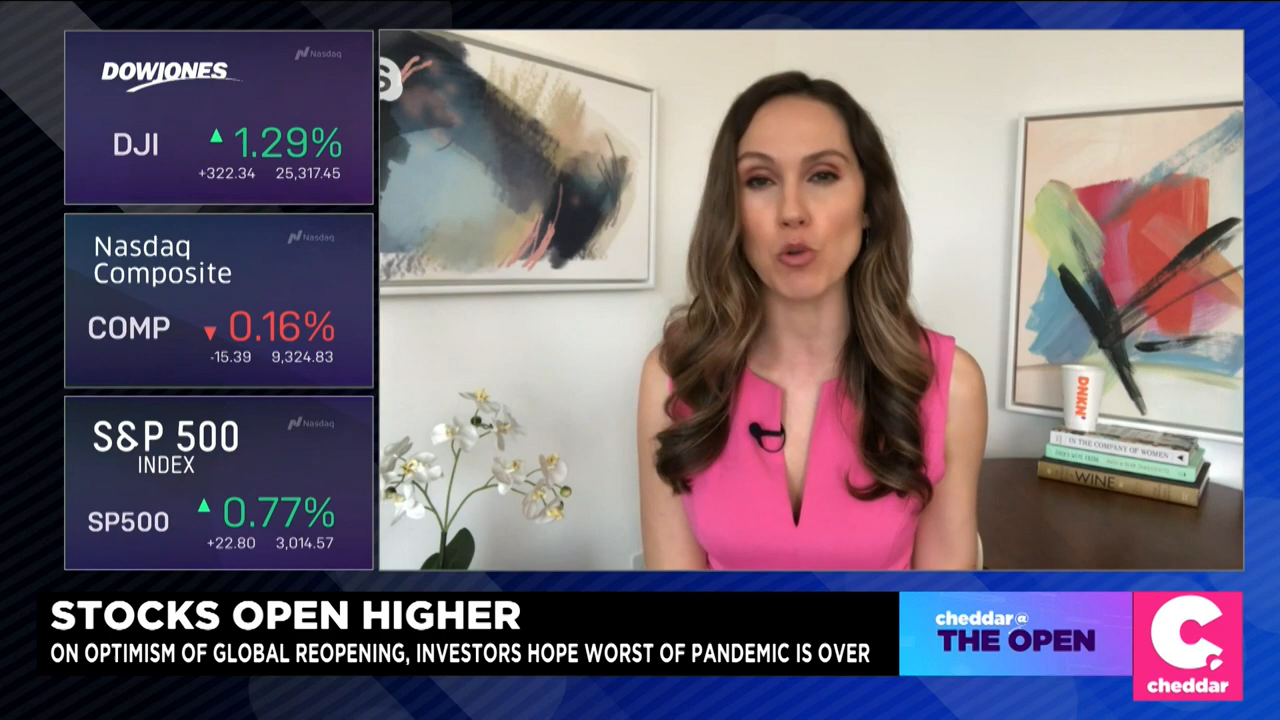 DOWJONES
Nasdaq
DJI
1.29%
+322.34 25,317.45
Nasdaq
Nasdaq
Composite
COMP
0.16%
-15.39 9,324.83
Nasdaq
S&P 500
INDEX
SP500
0.77%
+22.80 3,014.57
S
DNKN'
IN THE COMPANY OF WOMEN
WINE
STOCKS OPEN HIGHER
ON OPTIMISM OF GLOBAL REOPENING, INVESTORS HOPE WORST OF PANDEMIC IS OVER
cheddar@
THE OPEN
C
cheddar